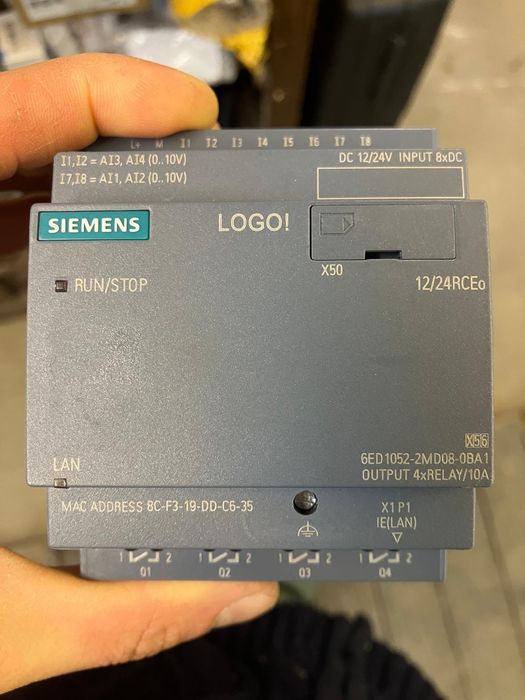 L+ M I1 I2 I3 I4 I5 I6 I7 I8
I1,I2 = AI3, AI4 (0..10V)
I7,I8 = AI1, AI2 (0..10V)
DC 12/24V INPUT 8xDC
SIEMENS
LOGO!
X50
RUN/STOP
12/24RCEo
X 5 6
LAN
6ED1052-2MD08-0BA1
OUTPUT 4xRELAY/10A
MAC ADDRESS 8C-F3-19-DD-C6-35
X1P1
IE(LAN)
1 2 1 2 1 2 1 2
Q1 Q2 Q3 Q4